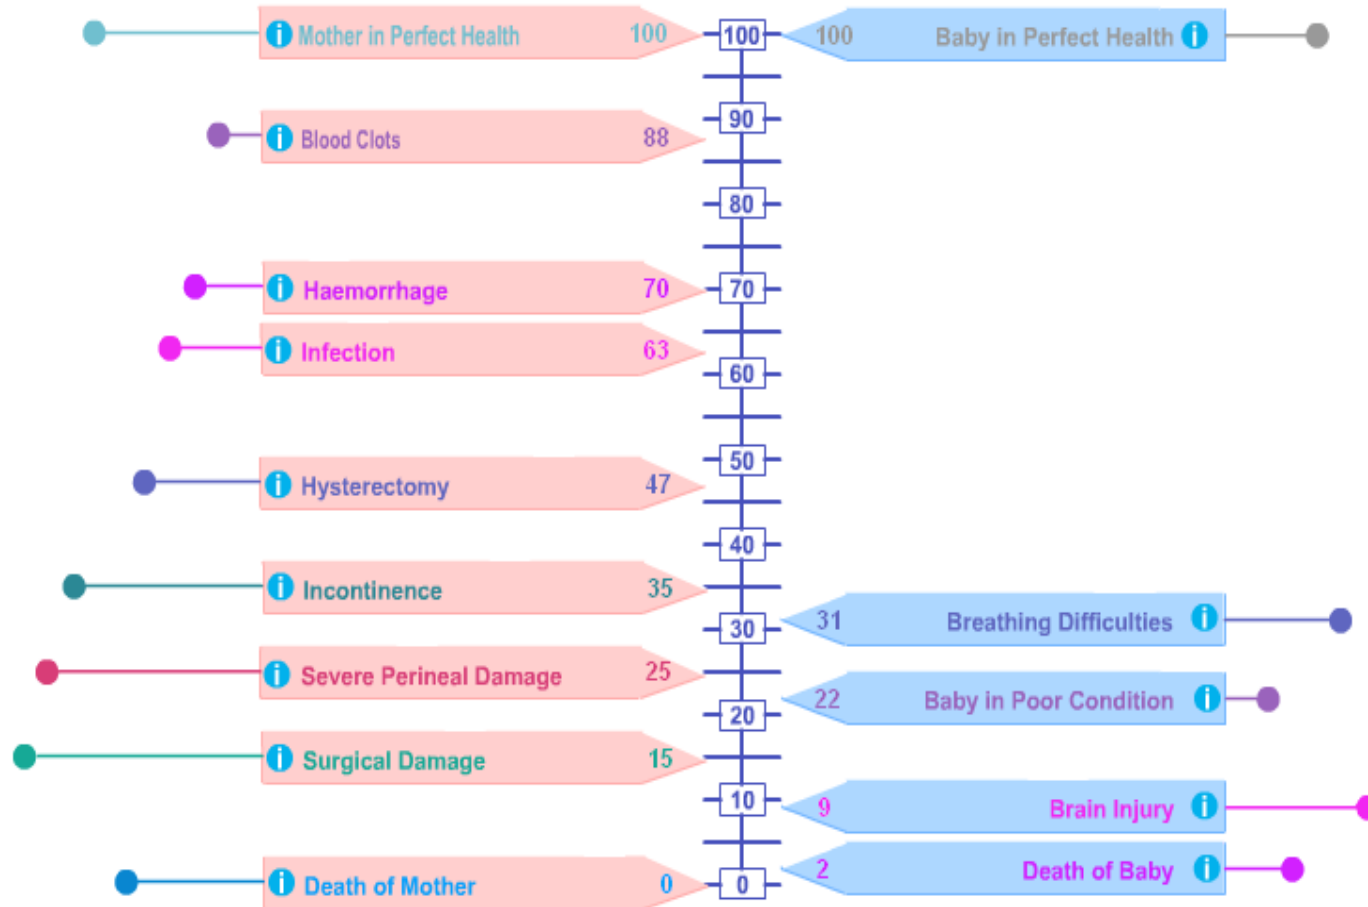 i Mother in Perfect Health 100
100
100 Baby in Perfect Health i
90
i Blood Clots 88
80
i Haemorrhage 70
70
i Infection 63
60
50
i Hysterectomy 47
40
i Incontinence 35
31 Breathing Difficulties i
30
i Severe Perineal Damage 25
22 Baby in Poor Condition i
20
i Surgical Damage 15
10
9 Brain Injury i
2 Death of Baby i
i Death of Mother 0
0